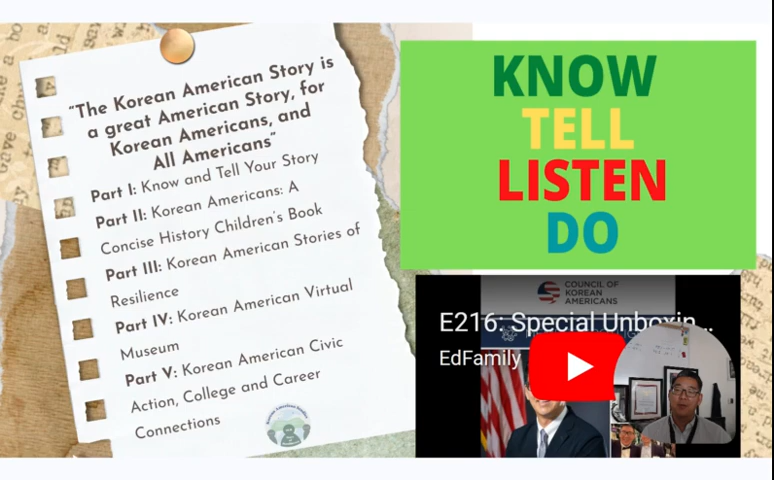 "The Korean American Story is
a great American Story, for
Korean Americans, and
All Americans"
Part I: Know and Tell Your Story
Part II: Korean Americans: A
Concise History Children's Book
Part III: Korean American Stories of
Resilience
Part IV: Korean American Virtual
Museum
Part V: Korean American Civic
Action, College and Career
Connections
KNOW
TELL
LISTEN
DO
COUNCIL OF
KOREAN
AMERICANS
E216: Special Unboxin...
EdFamily